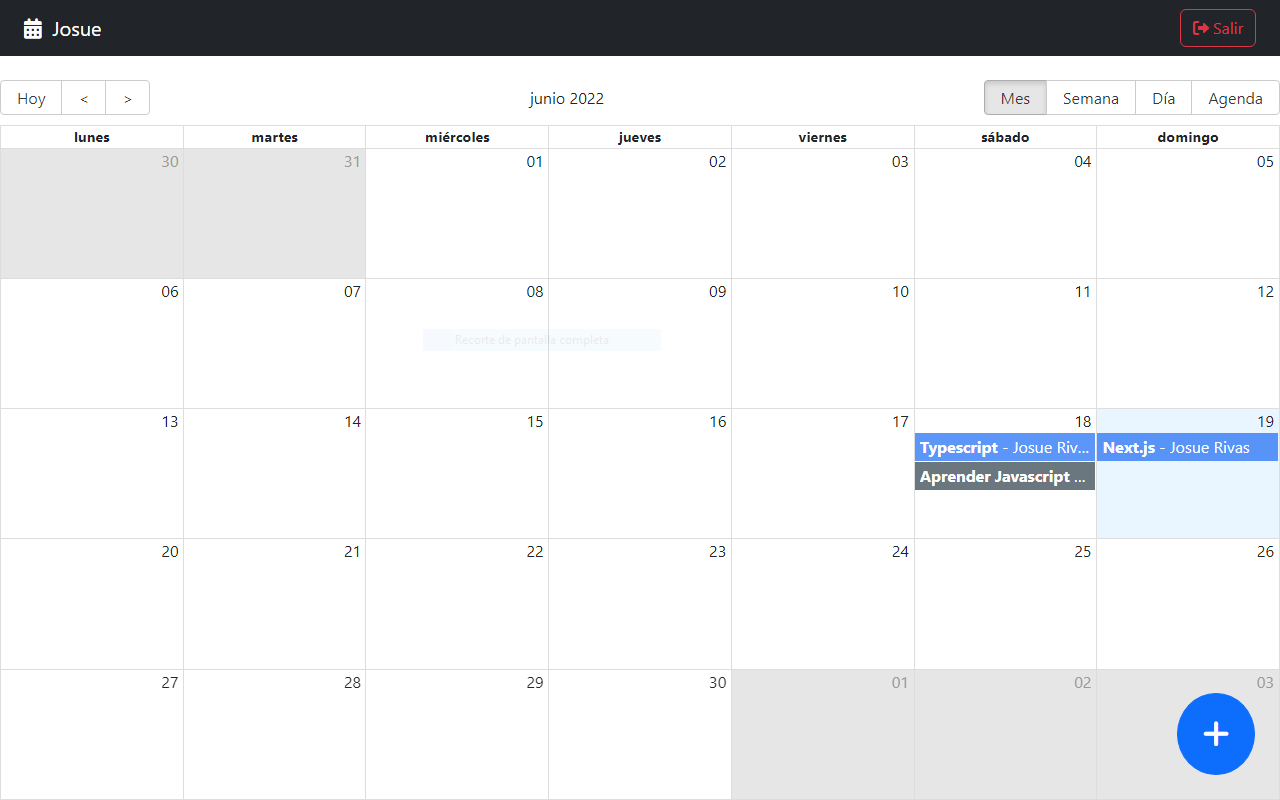 Josue
Salir
Hoy < >
junio 2022
Mes Semana Día Agenda
lunes martes miércoles jueves viernes sábado domingo
30 31 01 02 03 04 05
06 07 08 09 10 11 12
Recorte de pantalla completa
13 14 15 16 17 18 19
Typescript - Josue Riv... Next.js - Josue Rivas
Aprender Javascript ...
20 21 22 23 24 25 26
27 28 29 30 01 02 03